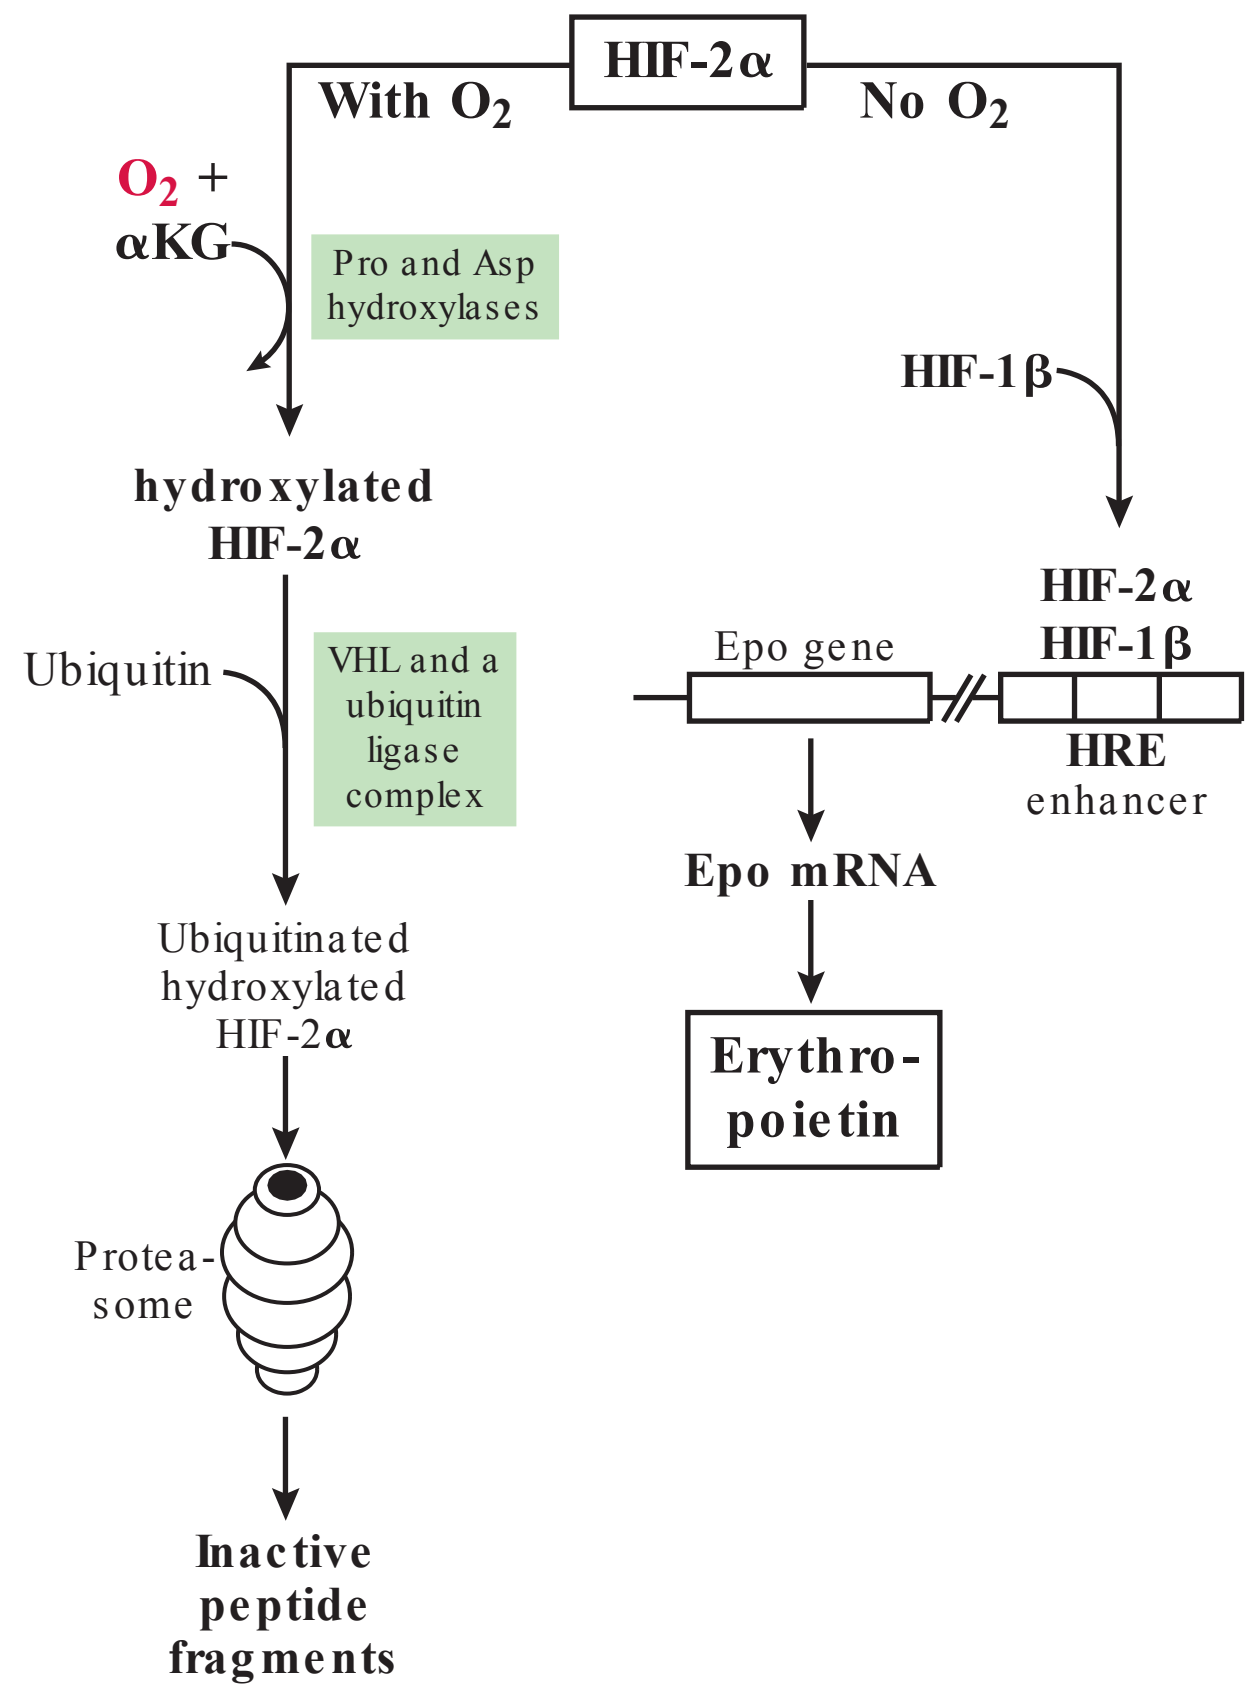 HIF-2α
With O2
No O2
O2 +
αKG
Pro and Asp
hydroxylases
HIF-1β
hydroxylated
HIF-2α
Ubiquitin
VHL and a
ubiquitin
ligase
complex
HIF-2α
HIF-1β
Epo gene
HRE
enhancer
Epo mRNA
Ubiquitinated
hydroxylated
HIF-2α
Erythro-
poietin
Protea-
some
Inactive
peptide
fragments